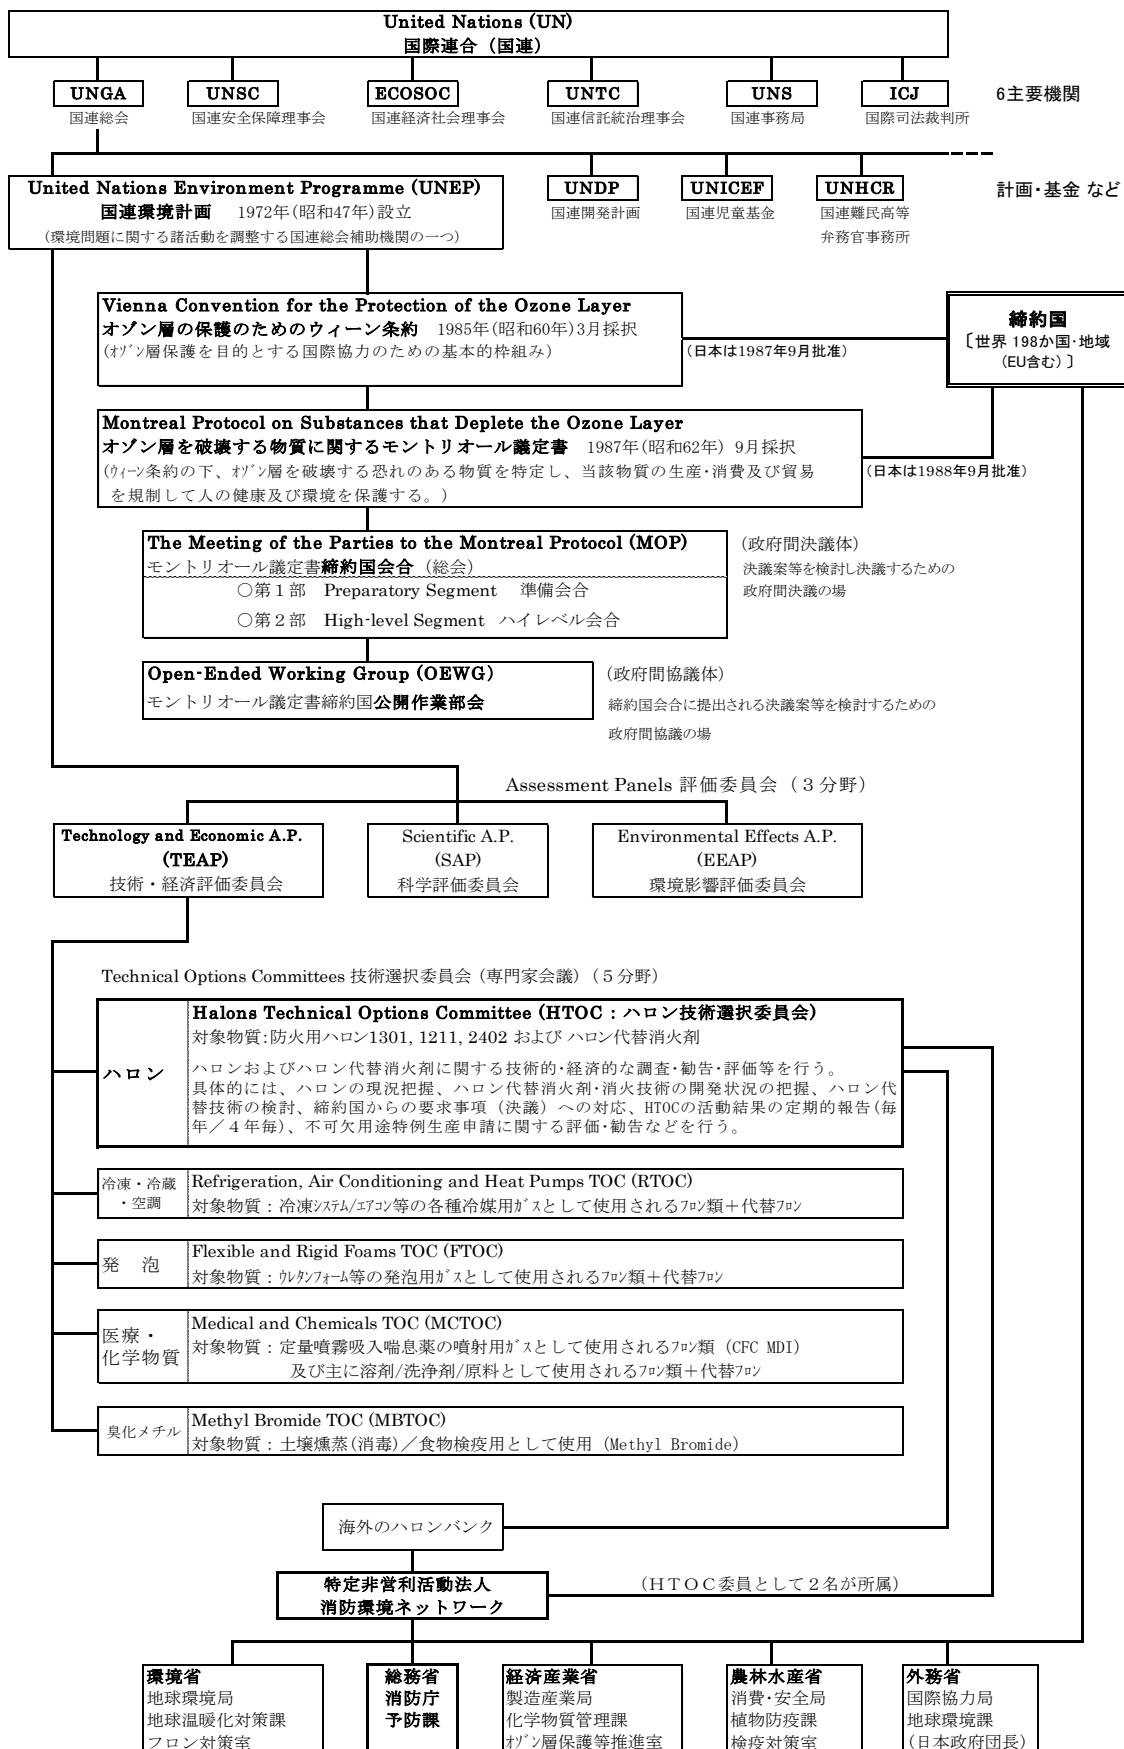 United Nations (UN)
国際連合（国連）
UNGA
UNSC
ECOSOC
UNTC
UNS
ICJ
6主要機関
国連総会
国連安全保障理事会
国連経済社会理事会
国連信託統治理事会
国連事務局
国際司法裁判所
United Nations Environment Programme (UNEP)
国連環境計画　1972年(昭和47年)設立
(環境問題に関する諸活動を調整する国連総会補助機関の一つ)
UNDP
UNICEF
UNHCR
計画・基金 など
国連開発計画
国連児童基金
国連難民高等
弁務官事務所
Vienna Convention for the Protection of the Ozone Layer
オゾン層の保護のためのウィーン条約　1985年(昭和60年)3月採択
(ｵｿﾞﾝ層保護を目的とする国際協力のための基本的枠組み)
(日本は1987年9月批准)
締約国
〔世界 198か国・地域
(EU含む)〕
Montreal Protocol on Substances that Deplete the Ozone Layer
オゾン層を破壊する物質に関するモントリオール議定書　1987年(昭和62年) 9月採択
(ｳｨｰﾝ条約の下、ｵｿﾞﾝ層を破壊する恐れのある物質を特定し、当該物質の生産・消費及び貿易
を規制して人の健康及び環境を保護する。)
(日本は1988年9月批准)
The Meeting of the Parties to the Montreal Protocol (MOP)
モントリオール議定書締約国会合（総会）
〇第１部　Preparatory Segment　準備会合
〇第２部　High-level Segment　ハイレベル会合
(政府間決議体)
決議案等を検討し決議するための
政府間決議の場
Open-Ended Working Group (OEWG)
モントリオール議定書締約国公開作業部会
(政府間協議体)
締約国会合に提出される決議案等を検討するための
政府間協議の場
Assessment Panels 評価委員会（３分野）
Technology and Economic A.P.
(TEAP)
技術・経済評価委員会
Scientific A.P.
(SAP)
科学評価委員会
Environmental Effects A.P.
(EEAP)
環境影響評価委員会
Technical Options Committees 技術選択委員会 (専門家会議)（５分野）
ハロン
Halons Technical Options Committee (HTOC：ハロン技術選択委員会)
対象物質:防火用ハロン1301, 1211, 2402 および ハロン代替消火剤
ハロンおよびハロン代替消火剤に関する技術的・経済的な調査・勧告・評価等を行う。
具体的には、ハロンの現況把握、ハロン代替消火剤・消火技術の開発状況の把握、ハロン代
替技術の検討、締約国からの要求事項（決議）への対応、HTOCの活動結果の定期的報告(毎
年／４年毎)、不可欠用途特例生産申請に関する評価・勧告などを行う。
冷凍・冷蔵
・空調
Refrigeration, Air Conditioning and Heat Pumps TOC (RTOC)
対象物質：冷凍ｼｽﾃﾑ/ｴｱｺﾝ等の各種冷媒用ｶﾞｽとして使用されるﾌﾛﾝ類＋代替ﾌﾛﾝ
発　泡
Flexible and Rigid Foams TOC (FTOC)
対象物質：ｳﾚﾀﾝﾌｫｰﾑ等の発泡用ｶﾞｽとして使用されるﾌﾛﾝ類＋代替ﾌﾛﾝ
医療・
化学物質
Medical and Chemicals TOC (MCTOC)
対象物質：定量噴霧吸入喘息薬の噴射用ｶﾞｽとして使用されるﾌﾛﾝ類 (CFC MDI)
及び主に溶剤/洗浄剤/原料として使用されるﾌﾛﾝ類＋代替ﾌﾛﾝ
臭化メチル
Methyl Bromide TOC (MBTOC)
対象物質：土壌燻蒸(消毒)／食物検疫用として使用 (Methyl Bromide)
海外のハロンバンク
特定非営利活動法人
消防環境ネットワーク
(ＨＴＯＣ委員として２名が所属)
環境省
地球環境局
地球温暖化対策課
フロン対策室
総務省
消防庁
予防課
経済産業省
製造産業局
化学物質管理課
ｵｿﾞﾝ層保護等推進室
農林水産省
消費・安全局
植物防疫課
検疫対策室
外務省
国際協力局
地球環境課
(日本政府団長)